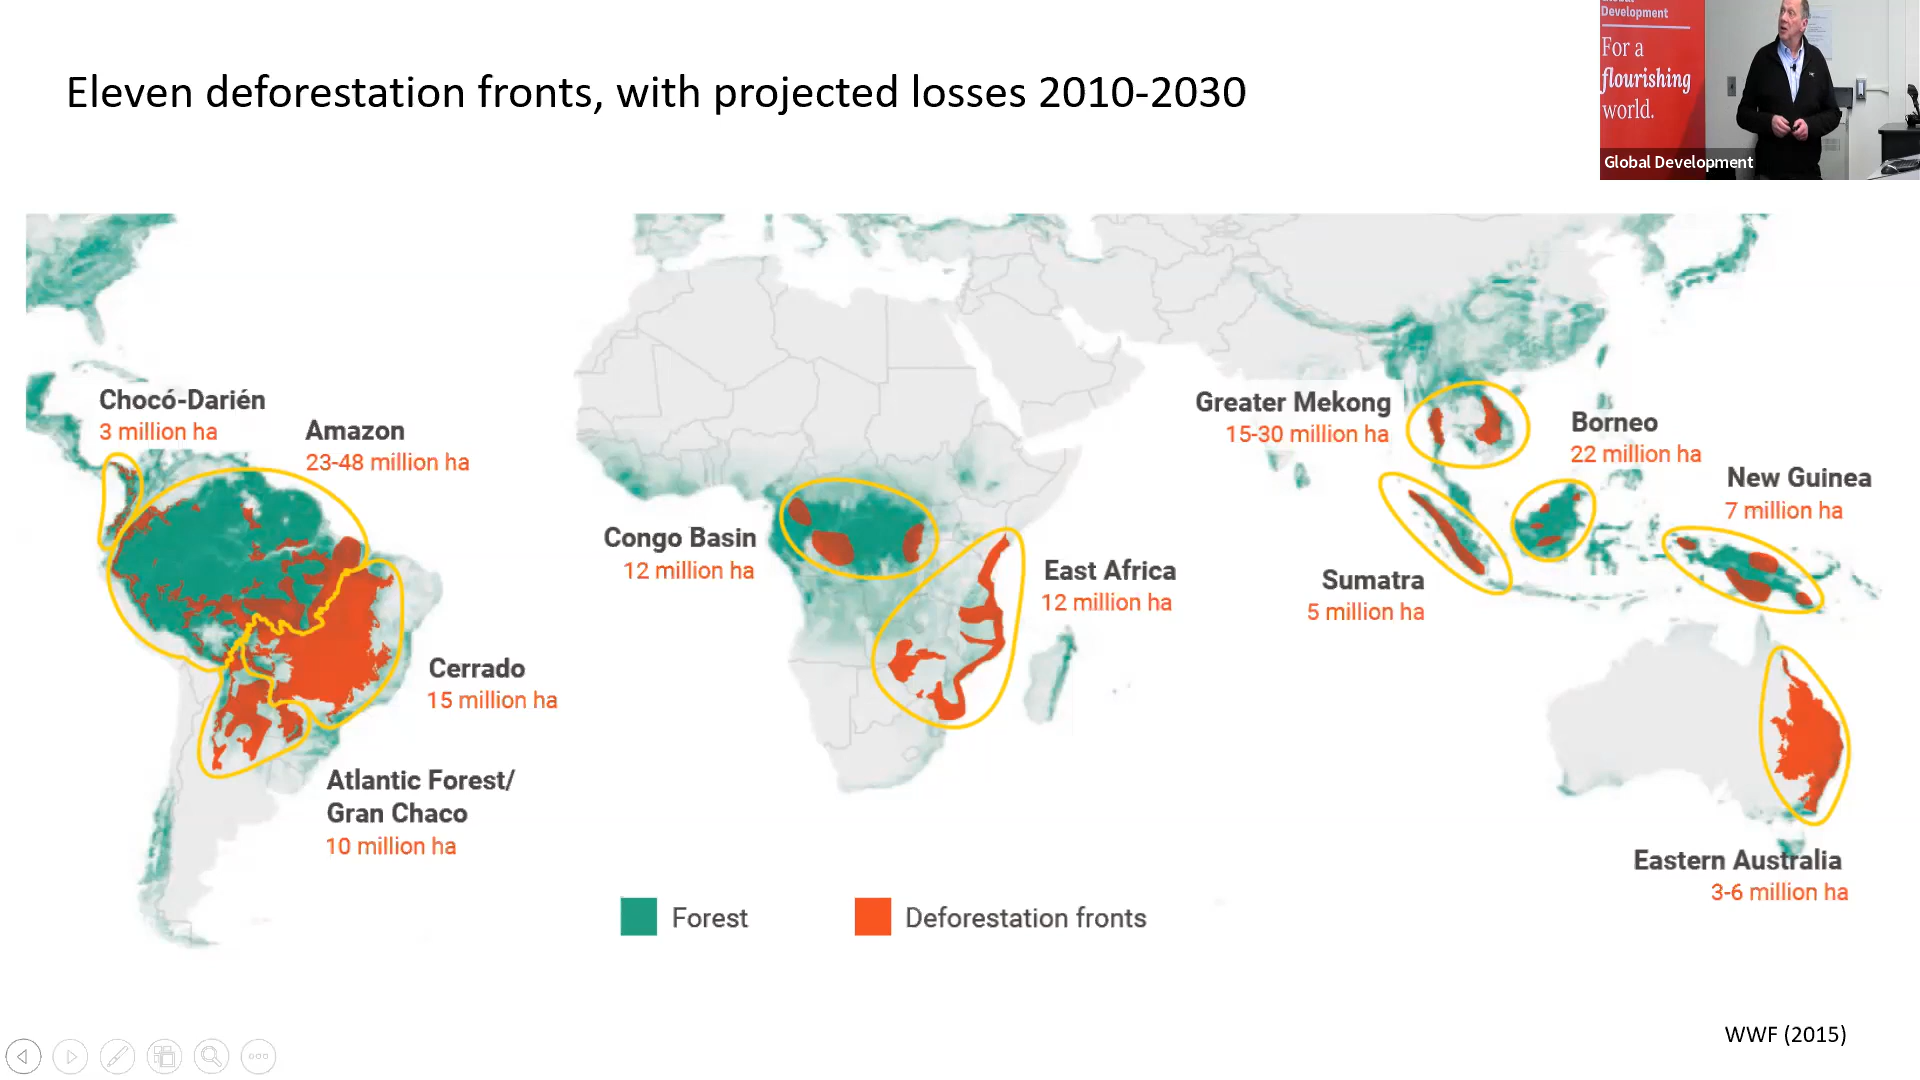 Eleven deforestation fronts, with projected losses 2010-2030
Development
For a
flourishing
world.
Global Development
Chocó-Darién
3 million ha
Amazon
23-48 million ha
Cerrado
15 million ha
Atlantic Forest/
Gran Chaco
10 million ha
Congo Basin
12 million ha
East Africa
12 million ha
Greater Mekong
15-30 million ha
Borneo
22 million ha
New Guinea
7 million ha
Sumatra
5 million ha
Eastern Australia
3-6 million ha
Forest
Deforestation fronts
WWF (2015)